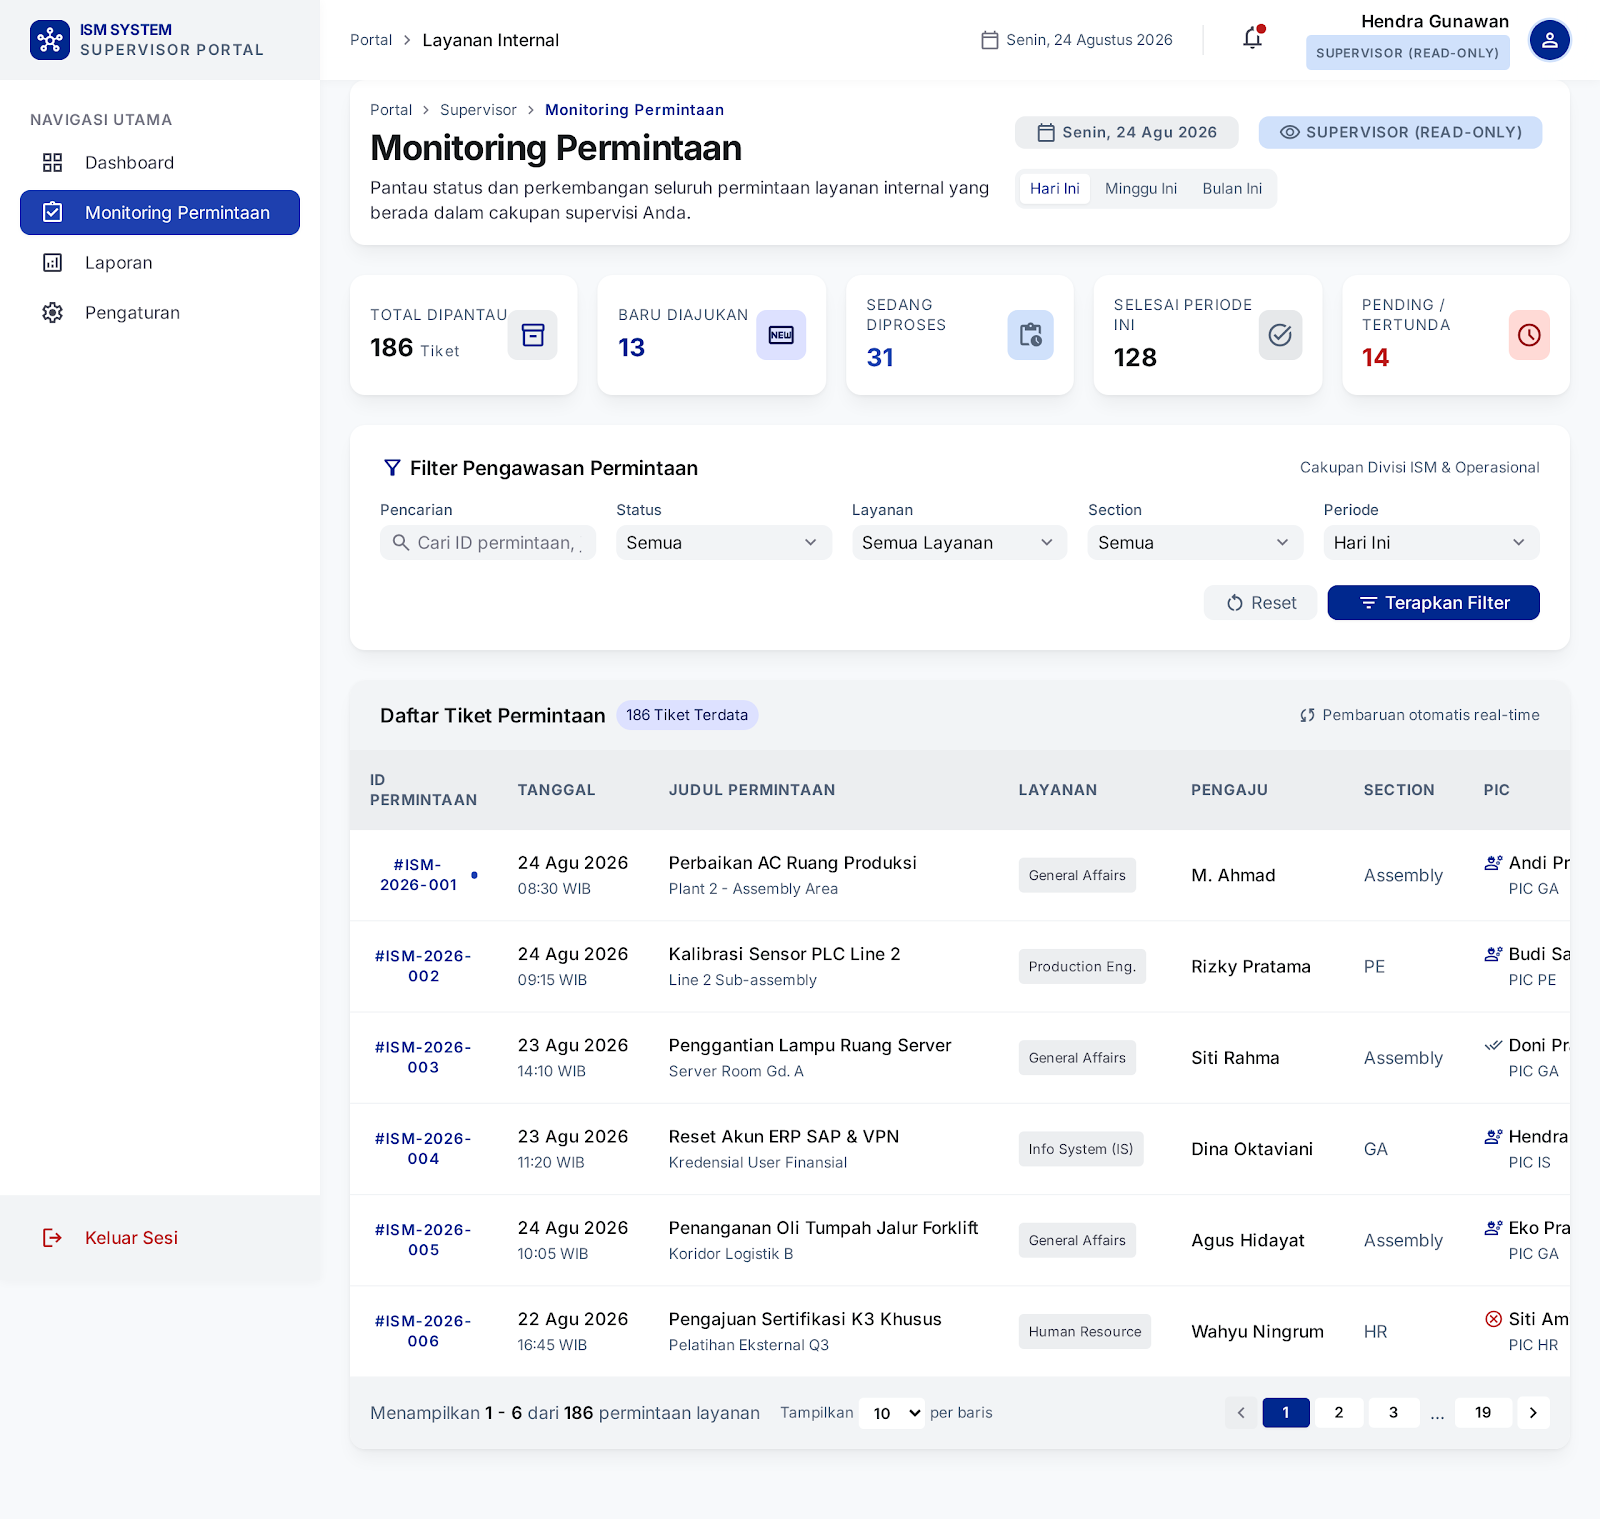 ISM SYSTEM
SUPERVISOR PORTAL
Portal > Layanan Internal
Senin, 24 Agustus 2026
Hendra Gunawan
SUPERVISOR (READ-ONLY)
NAVIGASI UTAMA
Dashboard
Monitoring Permintaan
Laporan
Pengaturan
Keluar Sesi
Portal > Supervisor > Monitoring Permintaan
Monitoring Permintaan
Pantau status dan perkembangan seluruh permintaan layanan internal yang
berada dalam cakupan supervisi Anda.
Senin, 24 Agu 2026
SUPERVISOR (READ-ONLY)
Hari Ini Minggu Ini Bulan Ini
TOTAL DIPANTAU
186 Tiket
BARU DIAJUKAN
13
NEW
SEDANG
DIPROSES
31
SELESAI PERIODE
INI
128
PENDING /
TERTUNDA
14
Filter Pengawasan Permintaan
Cakupan Divisi ISM & Operasional
Pencarian Status Layanan Section Periode
Cari ID permintaan, Semua Semua Layanan Semua Hari Ini
Reset Terapkan Filter
Daftar Tiket Permintaan 186 Tiket Terdata
Pembaruan otomatis real-time
ID
PERMINTAAN TANGGAL JUDUL PERMINTAAN LAYANAN PENGAJU SECTION PIC
#ISM-
2026-001
24 Agu 2026
08:30 WIB
Perbaikan AC Ruang Produksi
Plant 2 - Assembly Area
General Affairs
M. Ahmad
Assembly
Andi Pr
PIC GA
#ISM-2026-
002
24 Agu 2026
09:15 WIB
Kalibrasi Sensor PLC Line 2
Line 2 Sub-assembly
Production Eng.
Rizky Pratama
PE
Budi Sa
PIC PE
#ISM-2026-
003
23 Agu 2026
14:10 WIB
Penggantian Lampu Ruang Server
Server Room Gd. A
General Affairs
Siti Rahma
Assembly
Doni Pra
PIC GA
#ISM-2026-
004
23 Agu 2026
11:20 WIB
Reset Akun ERP SAP & VPN
Kredensial User Finansial
Info System (IS)
Dina Oktaviani
GA
Hendra
PIC IS
#ISM-2026-
005
24 Agu 2026
10:05 WIB
Penanganan Oli Tumpah Jalur Forklift
Koridor Logistik B
General Affairs
Agus Hidayat
Assembly
Eko Pra
PIC GA
#ISM-2026-
006
22 Agu 2026
16:45 WIB
Pengajuan Sertifikasi K3 Khusus
Pelatihan Eksternal Q3
Human Resource
Wahyu Ningrum
HR
Siti Am
PIC HR
Menampilkan 1 - 6 dari 186 permintaan layanan Tampilkan 10 per baris
1 2 3 ... 19